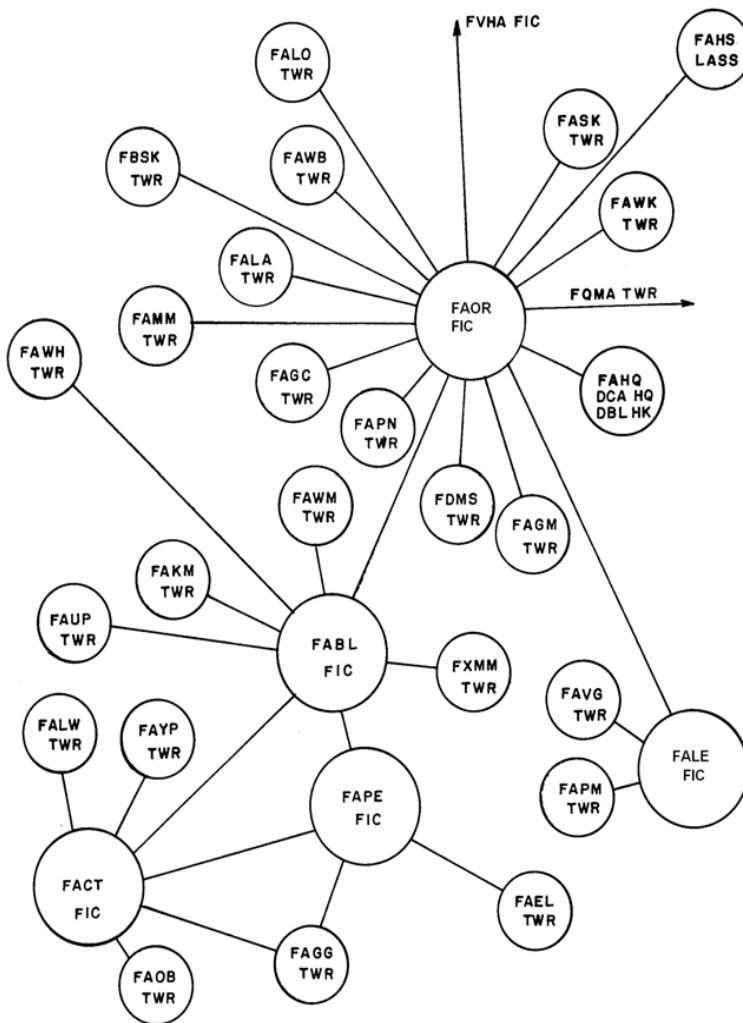 FVHA FIC
FAHS
LASS
FALO
TWR
FASK
TWR
FBSK
TWR
FAWB
TWR
FAWK
TWR
FALA
TWR
FAOR
FIC
FQMA TWR
FAMM
TWR
FAWH
TWR
FAGC
TWR
FAHQ
DCA HQ
DBL HK
FAPN
TWR
FAWM
TWR
FDMS
TWR
FAGM
TWR
FAKM
TWR
FAUP
TWR
FABL
FIC
FXMM
TWR
FAVG
TWR
FALW
TWR
FAYP
TWR
FALE
FIC
FAPE
FIC
FAPM
TWR
FACT
FIC
FAEL
TWR
FAGG
TWR
FAOB
TWR